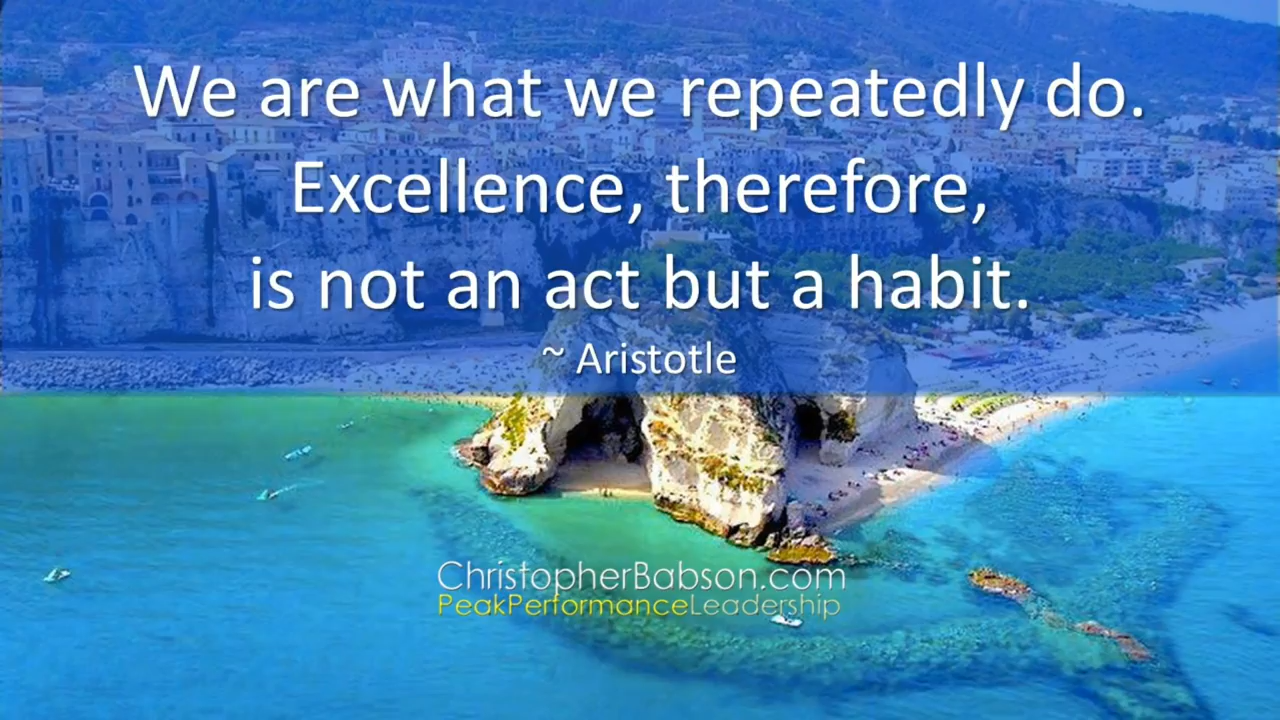 We are what we repeatedly do.
Excellence, therefore,
is not an act but a habit.
~ Aristotle
ChristopherBabson.com
PeakPerformanceLeadership